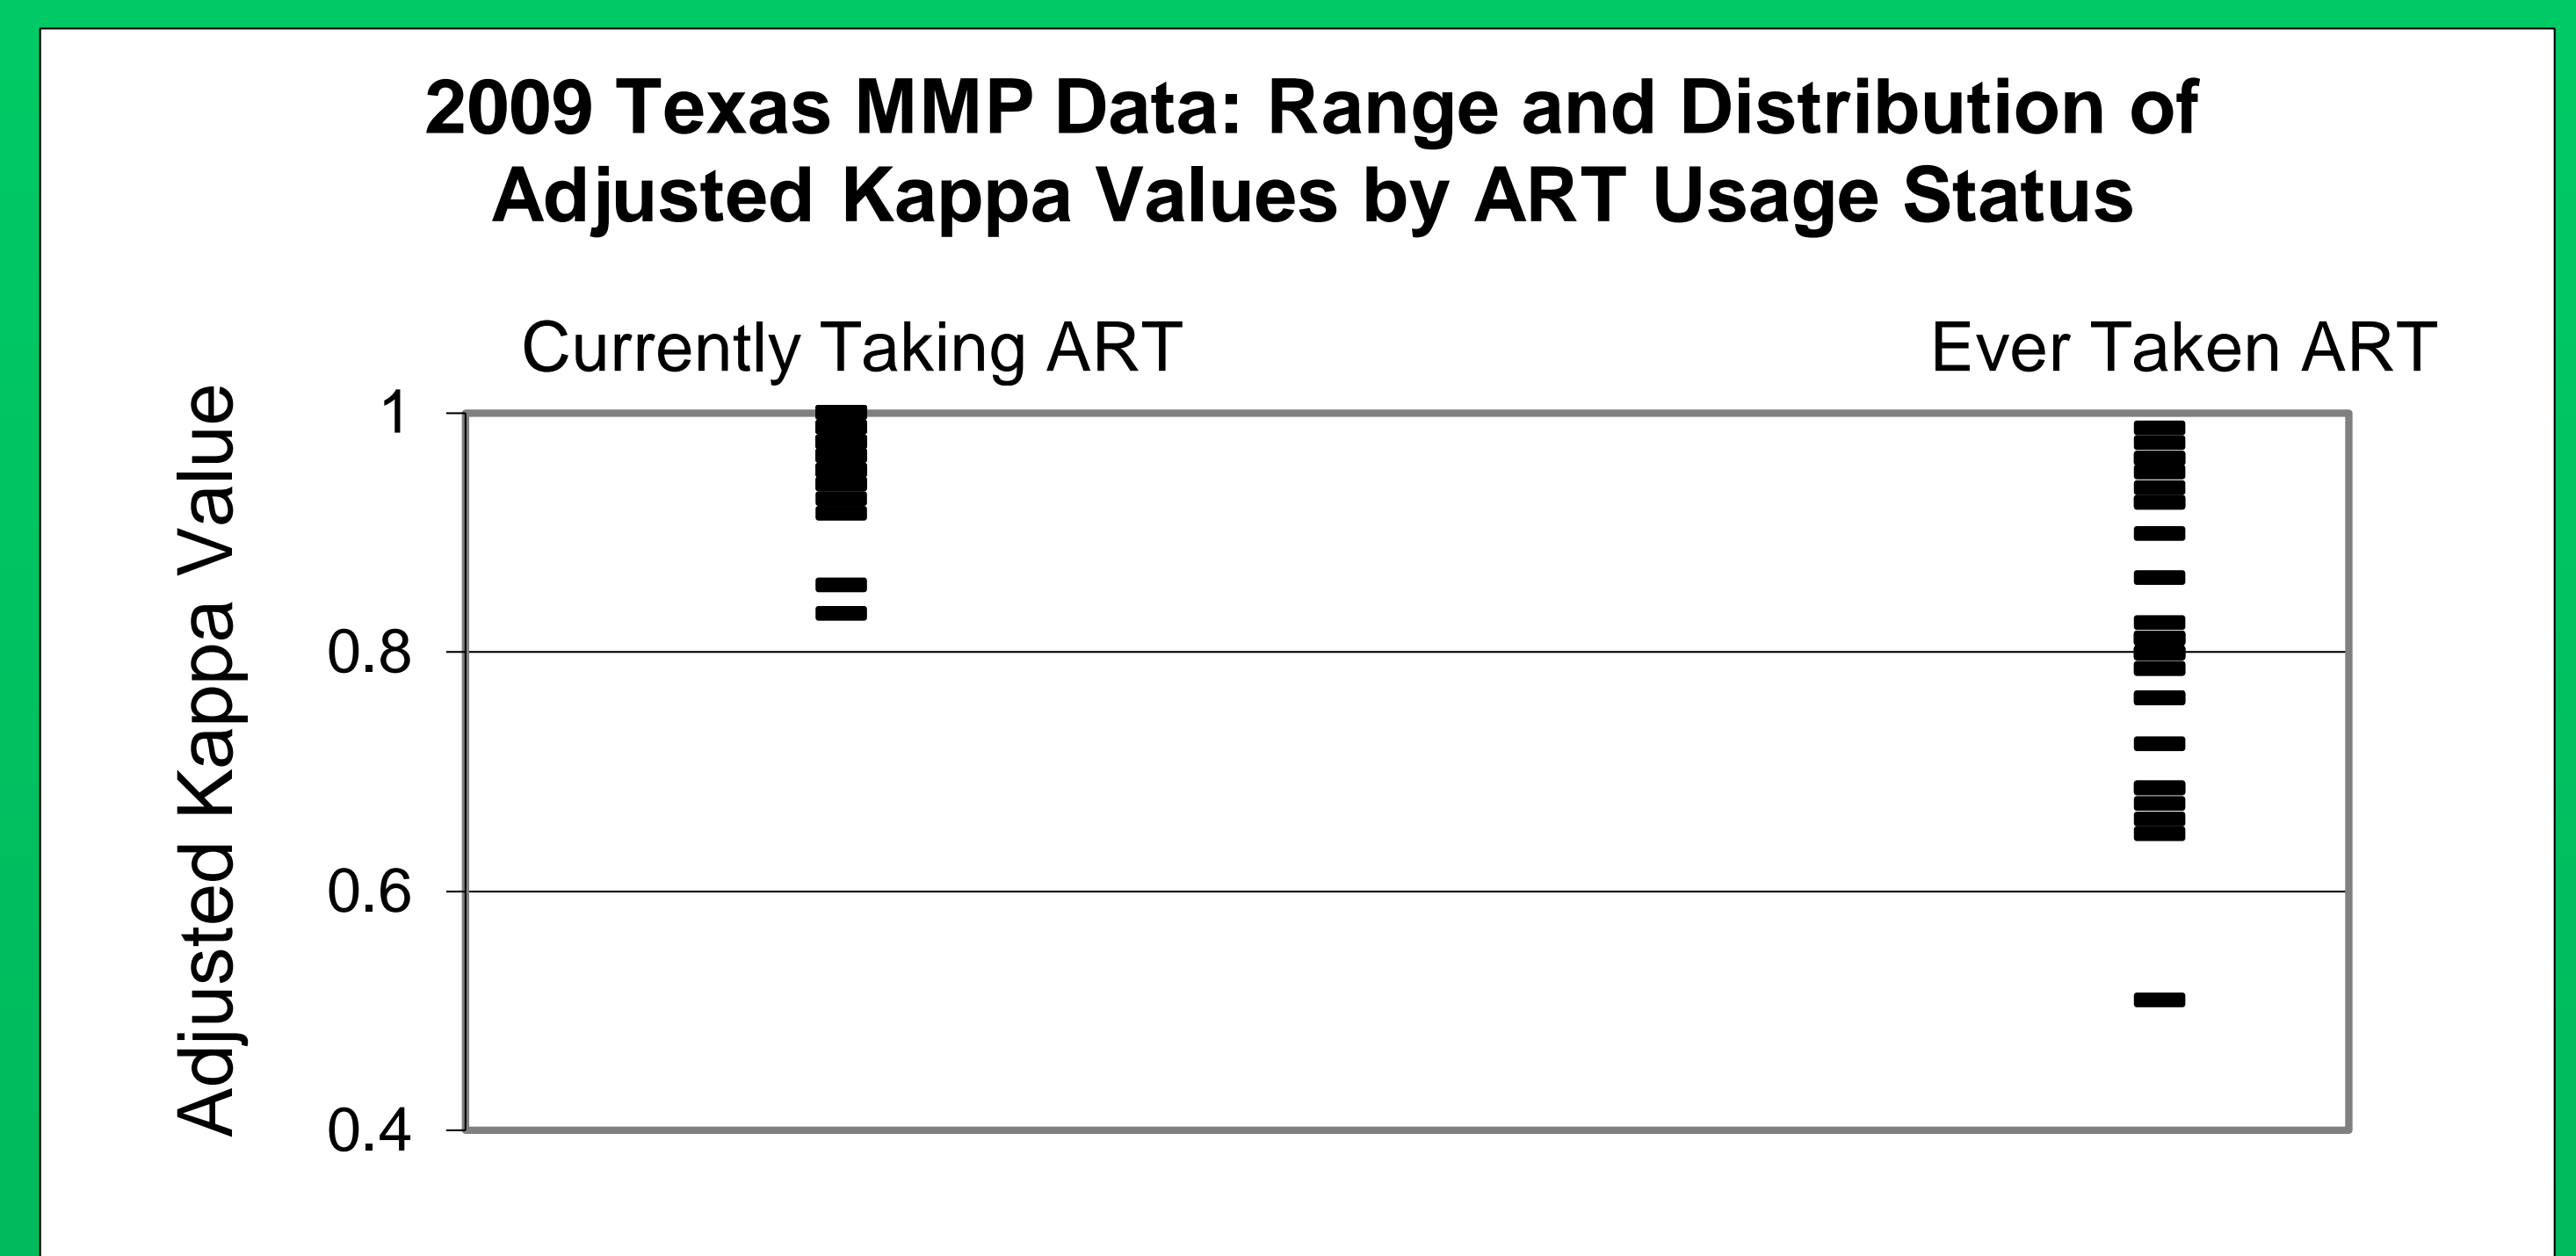 2009 Texas MMP Data: Range and Distribution of
Adjusted Kappa Values by ART Usage Status
Currently Taking ART
Ever Taken ART
Adjusted Kappa Value
1
0.8
0.6
0.4